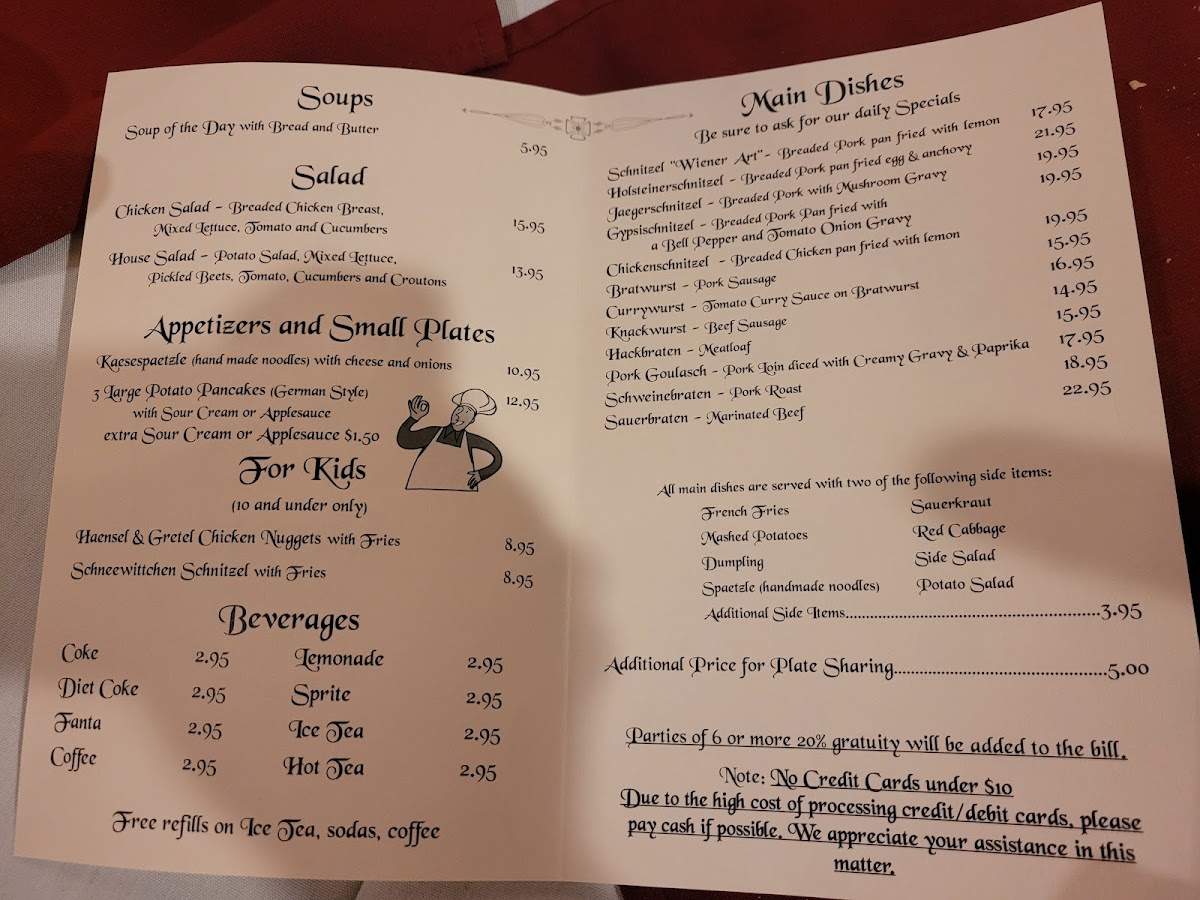 Soups
Soup of the Day with Bread and Butter 5.95
Salad
Chicken Salad – Breaded Chicken Breast,
Mixed Lettuce, Tomato and Cucumbers 15.95
House Salad – Potato Salad, Mixed Lettuce,
Pickled Beets, Tomato, Cucumbers and Croutons 13.95
Appetizers and Small Plates
Kaesespaetzle (hand made noodles) with cheese and onions 10.95
3 Large Potato Pancakes (German Style) 12.95
with Sour Cream or Applesauce
extra Sour Cream or Applesauce $1.50
For Kids
(10 and under only)
Haensel & Gretel Chicken Nuggets with Fries 8.95
Schneewittchen Schnitzel with Fries 8.95
Beverages
Coke 2.95 Lemonade 2.95
Diet Coke 2.95 Sprite 2.95
Fanta 2.95 Ice Tea 2.95
Coffee 2.95 Hot Tea 2.95
Free refills on Ice Tea, sodas, coffee
Main Dishes
Be sure to ask for our daily Specials
Schnitzel "Wiener Art"– Breaded Pork pan fried with lemon 17.95
Holsteinerschnitzel – Breaded Pork pan fried egg & anchovy 21.95
Jaegerschnitzel – Breaded Pork with Mushroom Gravy 19.95
Gypsischnitzel – Breaded Pork Pan fried with 19.95
a Bell Pepper and Tomato Onion Gravy
Chickenschnitzel – Breaded Chicken pan fried with lemon 19.95
Bratwurst – Pork Sausage 15.95
Currywurst – Tomato Curry Sauce on Bratwurst 16.95
Knackwurst – Beef Sausage 14.95
Hackbraten – Meatloaf 15.95
Pork Goulasch – Pork Loin diced with Creamy Gravy & Paprika 17.95
Schweinebraten – Pork Roast 18.95
Sauerbraten – Marinated Beef 22.95
All main dishes are served with two of the following side items:
French Fries Sauerkraut
Mashed Potatoes Red Cabbage
Dumpling Side Salad
Spaetzle (handmade noodles) Potato Salad
Additional Side Items..........................................................3.95
Additional Price for Plate Sharing..........................................5.00
Parties of 6 or more 20% gratuity will be added to the bill.
Note: No Credit Cards under $10
Due to the high cost of processing credit/debit cards, please
pay cash if possible. We appreciate your assistance in this
matter.